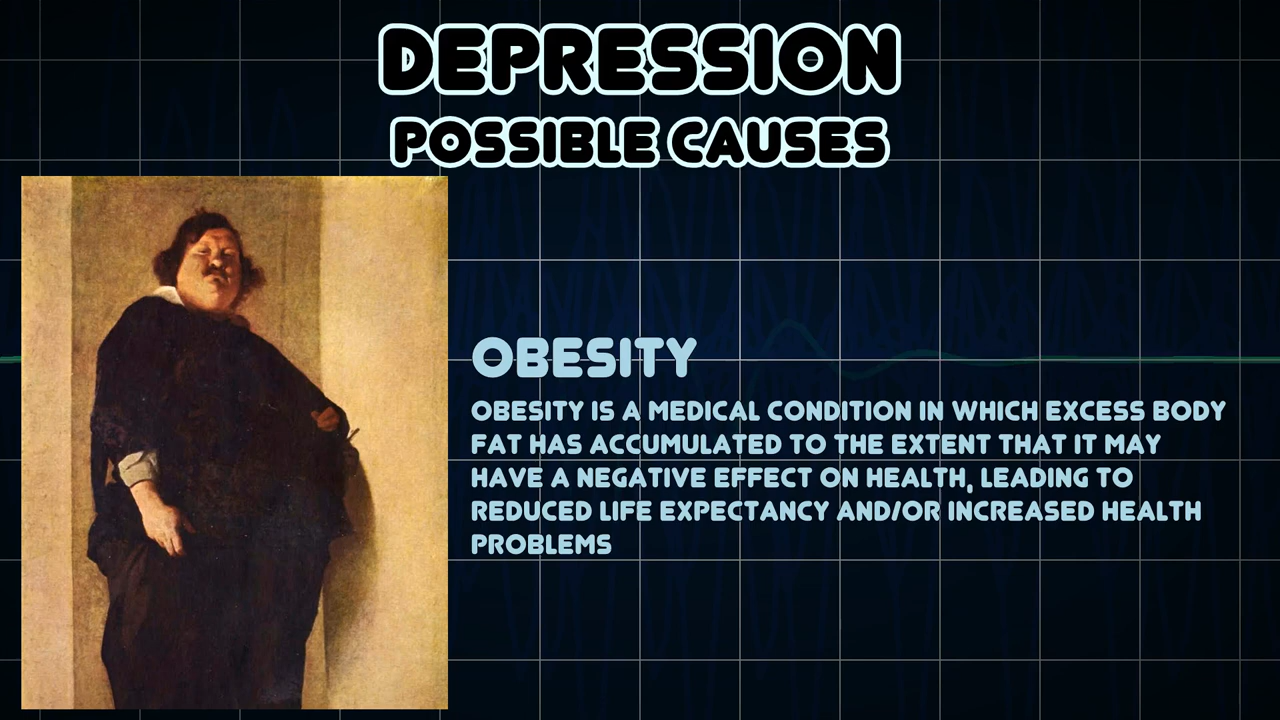 DEPRESSION
POSSIBLE CAUSES
OBESITY
OBESITY IS A MEDICAL CONDITION IN WHICH EXCESS BODY
FAT HAS ACCUMULATED TO THE EXTENT THAT IT MAY
HAVE A NEGATIVE EFFECT ON HEALTH, LEADING TO
REDUCED LIFE EXPECTANCY AND/OR INCREASED HEALTH
PROBLEMS